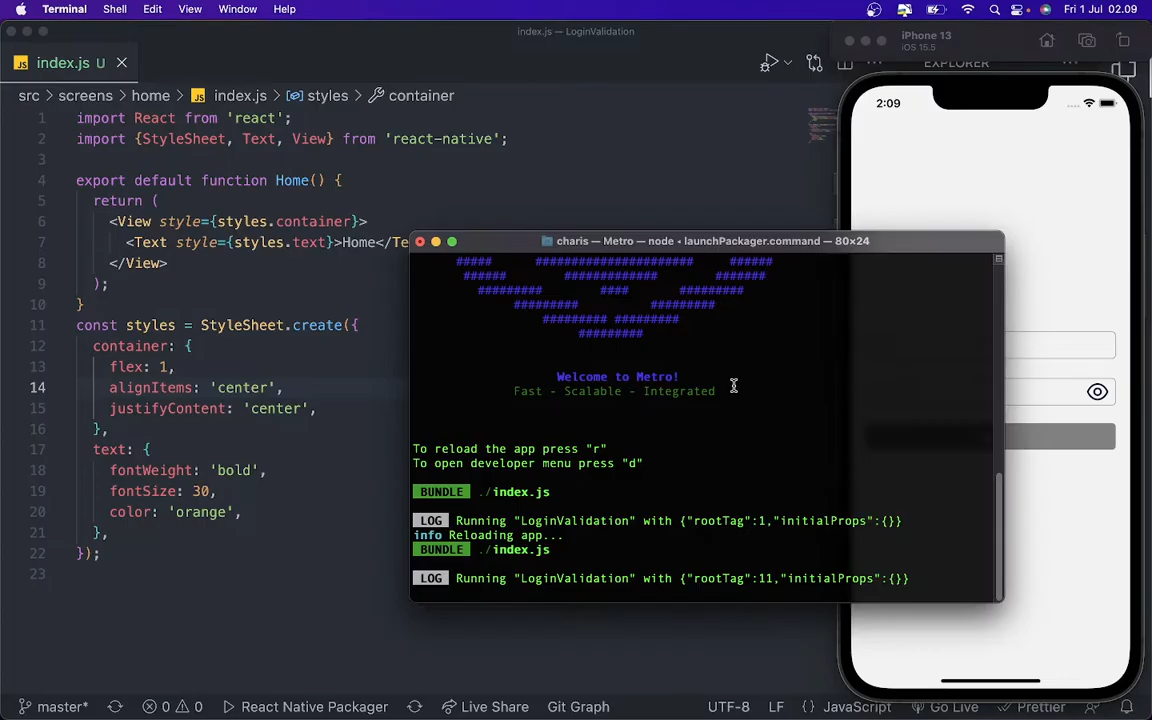 Terminal Shell Edit View Window Help Fri 1 Jul 02.09
index.js — LoginValidation
iPhone 13
iOS 15.5
index.js U
EXPLORER
src > screens > home > index.js > styles > container
2:09
1 import React from 'react';
2 import {StyleSheet, Text, View} from 'react-native';
3
4 export default function Home() {
5 return (
6 <View style={styles.container}>
7 <Text style={styles.text}>Home</Te
8 </View>
9 );
10 }
11 const styles = StyleSheet.create({
12 container: {
13 flex: 1,
14 alignItems: 'center',
15 justifyContent: 'center',
16 },
17 text: {
18 fontWeight: 'bold',
19 fontSize: 30,
20 color: 'orange',
21 },
22 });
23
charis — Metro — node ◂ launchPackager.command — 80×24
##### ###################### ######
###### ############# #######
######### #### #########
######### #########
######### #########
#########
Welcome to Metro!
Fast - Scalable - Integrated
To reload the app press "r"
To open developer menu press "d"
BUNDLE ./index.js
LOG Running "LoginValidation" with {"rootTag":1,"initialProps":{}}
info Reloading app...
BUNDLE ./index.js
LOG Running "LoginValidation" with {"rootTag":11,"initialProps":{}}
master* 0 0 React Native Packager Live Share Git Graph UTF-8 LF {} JavaScript Go Live Prettier